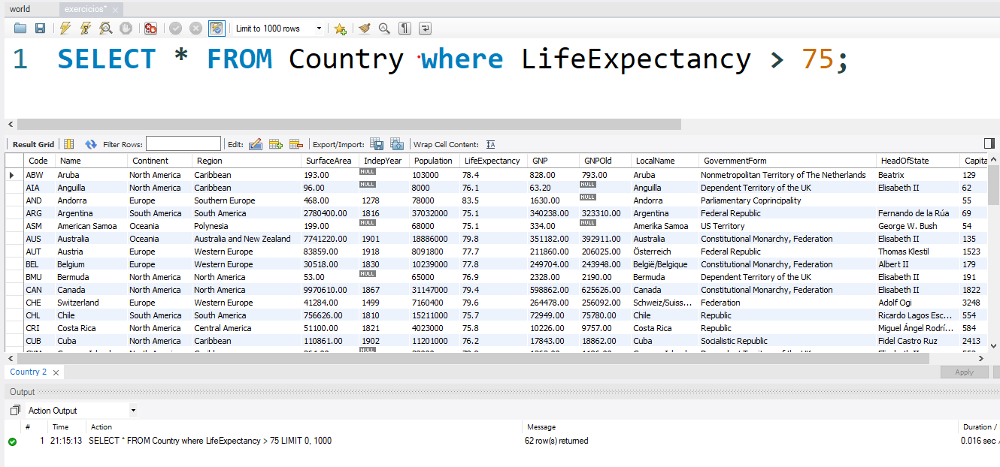 world exercicios*
Limit to 1000 rows
1 SELECT * FROM Country where LifeExpectancy > 75;
Result Grid Filter Rows: Edit: Export/Import: Wrap Cell Content:
Code Name Continent Region SurfaceArea IndepYear Population LifeExpectancy GNP GNPOld LocalName GovernmentForm HeadOfState Capita
ABW Aruba North America Caribbean 193.00 NULL 103000 78.4 828.00 793.00 Aruba Nonmetropolitan Territory of The Netherlands Beatrix 129
AIA Anguilla North America Caribbean 96.00 NULL 8000 76.1 63.20 NULL Anguilla Dependent Territory of the UK Elisabeth II 62
AND Andorra Europe Southern Europe 468.00 1278 78000 83.5 1630.00 NULL Andorra Parliamentary Coprincipality 55
ARG Argentina South America South America 2780400.00 1816 37032000 75.1 340238.00 323310.00 Argentina Federal Republic Fernando de la Rúa 69
ASM American Samoa Oceania Polynesia 199.00 NULL 68000 75.1 334.00 NULL Amerika Samoa US Territory George W. Bush 54
AUS Australia Oceania Australia and New Zealand 7741220.00 1901 18886000 79.8 351182.00 392911.00 Australia Constitutional Monarchy, Federation Elisabeth II 135
AUT Austria Europe Western Europe 83859.00 1918 8091800 77.7 211860.00 206025.00 Österreich Federal Republic Thomas Klestil 1523
BEL Belgium Europe Western Europe 30518.00 1830 10239000 77.8 249704.00 243948.00 België/Belgique Constitutional Monarchy, Federation Albert II 179
BMU Bermuda North America North America 53.00 NULL 65000 76.9 2328.00 2190.00 Bermuda Dependent Territory of the UK Elisabeth II 191
CAN Canada North America North America 9970610.00 1867 31147000 79.4 598862.00 625626.00 Canada Constitutional Monarchy, Federation Elisabeth II 1822
CHE Switzerland Europe Western Europe 41284.00 1499 7160400 79.6 264478.00 256092.00 Schweiz/Suiss... Federation Adolf Ogi 3248
CHL Chile South America South America 756626.00 1810 15211000 75.7 72949.00 75780.00 Chile Republic Ricardo Lagos Esc... 554
CRI Costa Rica North America Central America 51100.00 1821 4023000 75.8 10226.00 9757.00 Costa Rica Republic Miguel Ángel Rodrí... 584
CUB Cuba North America Caribbean 110861.00 1902 11201000 76.2 17843.00 18862.00 Cuba Socialistic Republic Fidel Castro Ruz 2413
NULL
Country 2
Apply
Output
Action Output
# Time Action Message Duration /
1 21:15:13 SELECT * FROM Country where LifeExpectancy > 75 LIMIT 0, 1000 62 row(s) returned 0.016 sec